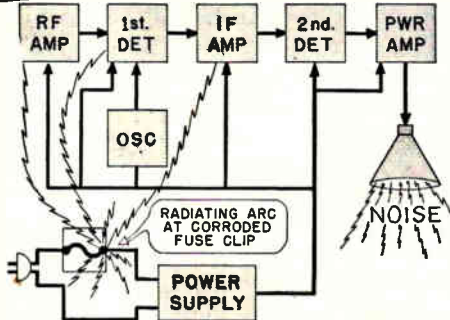 RF
AMP
1st.
DET
IF
AMP
2nd.
DET
PWR
AMP
OSC
NOISE
RADIATING ARC
AT CORRODED
FUSE CLIP
POWER
SUPPLY